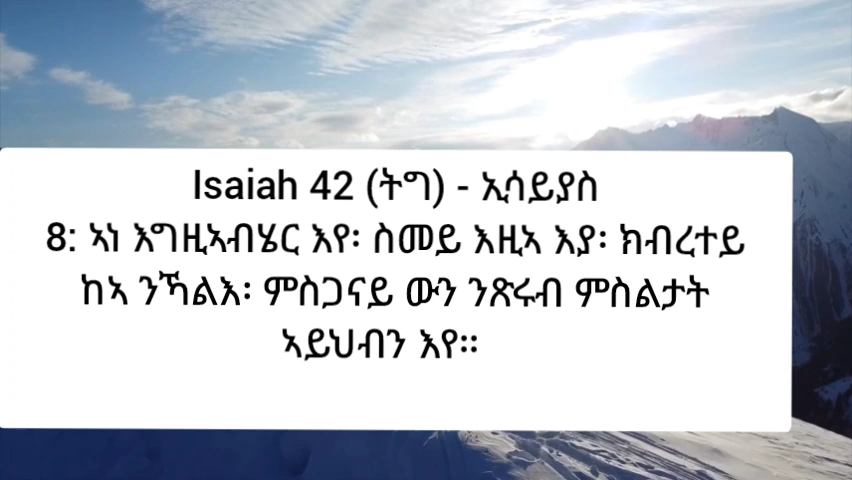 Isaiah 42 (ትግ) - ኢሳይያስ
8: ኣነ እግዚኣብሄር እየ፡ ስመይ እዚኣ እያ፡ ክብረተይ
ከኣ ንኻልእ፡ ምስጋናይ ውን ንጽሩብ ምስልታት
ኣይህብን እየ።